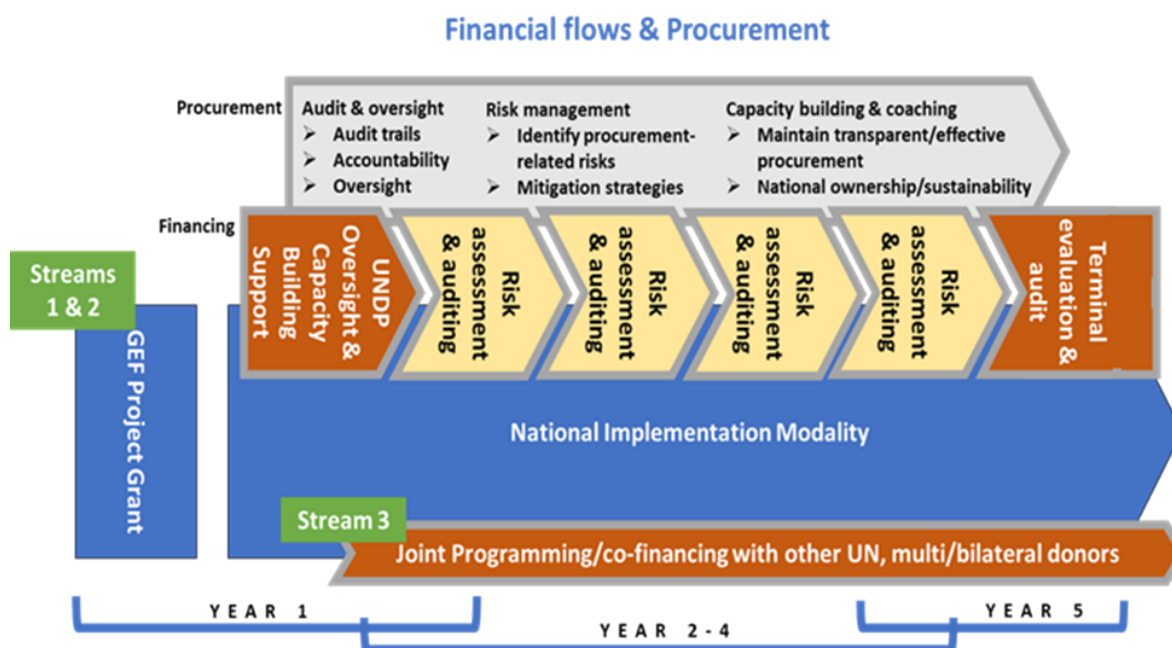 Financial flows & Procurement
Procurement
Audit & oversight
➢ Audit trails
➢ Accountability
➢ Oversight
Risk management
➢ Identify procurement-
related risks
➢ Mitigation strategies
Capacity building & coaching
➢ Maintain transparent/effective
procurement
➢ National ownership/sustainability
Financing
Streams
1 & 2
GEF Project Grant
UNDP
Oversight &
Capacity
Building
Support
Risk
assessment
& auditing
Risk
assessment
& auditing
Risk
assessment
& auditing
Risk
assessment
& auditing
Terminal
evaluation &
audit
National Implementation Modality
Stream 3
Joint Programming/co-financing with other UN, multi/bilateral donors
YEAR 1
YEAR 2-4
YEAR 5